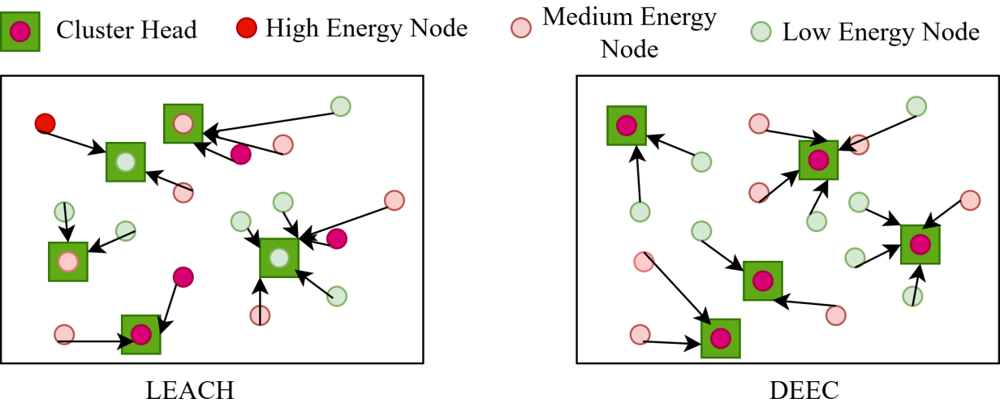 Cluster Head
High Energy Node
Medium Energy
Node
Low Energy Node
LEACH
DEEC